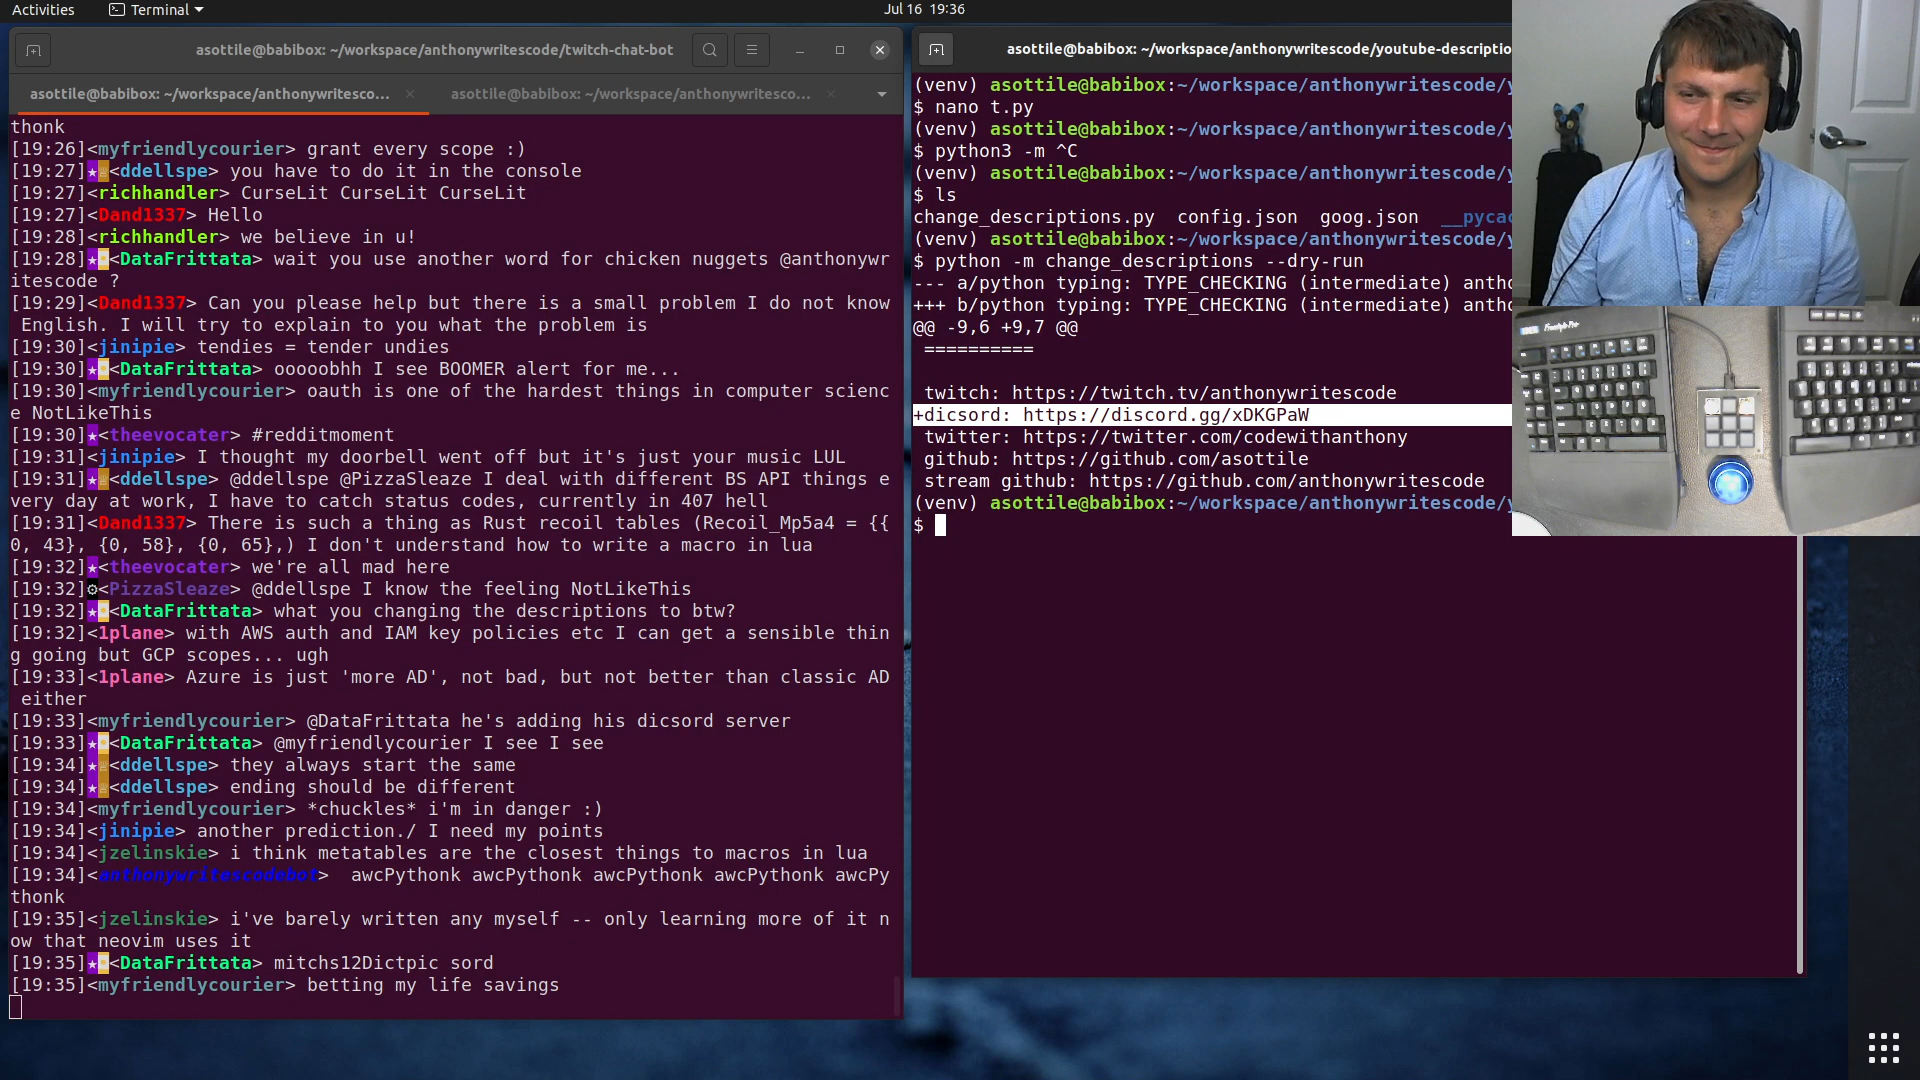 Activities
Terminal
Jul 16 19:36
asottile@babibox: ~/workspace/anthonywritescode/twitch-chat-bot
asottile@babibox: ~/workspace/anthonywritesco...
asottile@babibox: ~/workspace/anthonywritesco...
thonk
[19:26]<myfriendlycourier> grant every scope :)
[19:27]★<ddellspe> you have to do it in the console
[19:27]<richhandler> CurseLit CurseLit CurseLit
[19:27]<Dand1337> Hello
[19:28]<richhandler> we believe in u!
[19:28]★<DataFrittata> wait you use another word for chicken nuggets @anthonywr
itescode ?
[19:29]<Dand1337> Can you please help but there is a small problem I do not know
English. I will try to explain to you what the problem is
[19:30]<jinipie> tendies = tender undies
[19:30]★<DataFrittata> ooooobhh I see BOOMER alert for me...
[19:30]<myfriendlycourier> oauth is one of the hardest things in computer scienc
e NotLikeThis
[19:30]★<theevocater> #redditmoment
[19:31]<jinipie> I thought my doorbell went off but it's just your music LUL
[19:31]★<ddellspe> @ddellspe @PizzaSleaze I deal with different BS API things e
very day at work, I have to catch status codes, currently in 407 hell
[19:31]<Dand1337> There is such a thing as Rust recoil tables (Recoil_Mp5a4 = {{
0, 43}, {0, 58}, {0, 65},) I don't understand how to write a macro in lua
[19:32]★<theevocater> we're all mad here
[19:32]⚙<PizzaSleaze> @ddellspe I know the feeling NotLikeThis
[19:32]★<DataFrittata> what you changing the descriptions to btw?
[19:32]<1plane> with AWS auth and IAM key policies etc I can get a sensible thin
g going but GCP scopes... ugh
[19:33]<1plane> Azure is just 'more AD', not bad, but not better than classic AD
either
[19:33]<myfriendlycourier> @DataFrittata he's adding his dicsord server
[19:33]★<DataFrittata> @myfriendlycourier I see I see
[19:34]★<ddellspe> they always start the same
[19:34]★<ddellspe> ending should be different
[19:34]<myfriendlycourier> *chuckles* i'm in danger :)
[19:34]<jinipie> another prediction./ I need my points
[19:34]<jzelinskie> i think metatables are the closest things to macros in lua
[19:34]<anthonywritescodebot> awcPythonk awcPythonk awcPythonk awcPythonk awcPy
thonk
[19:35]<jzelinskie> i've barely written any myself -- only learning more of it n
ow that neovim uses it
[19:35]★<DataFrittata> mitchs12Dictpic sord
[19:35]<myfriendlycourier> betting my life savings
asottile@babibox: ~/workspace/anthonywritescode/youtube-descriptio
(venv) asottile@babibox:~/workspace/anthonywritescode/y
$ nano t.py
(venv) asottile@babibox:~/workspace/anthonywritescode/y
$ python3 -m ^C
(venv) asottile@babibox:~/workspace/anthonywritescode/y
$ ls
change_descriptions.py config.json goog.json __pycac
(venv) asottile@babibox:~/workspace/anthonywritescode/y
$ python -m change_descriptions --dry-run
--- a/python typing: TYPE_CHECKING (intermediate) antho
+++ b/python typing: TYPE_CHECKING (intermediate) antho
@@ -9,6 +9,7 @@
==========
twitch: https://twitch.tv/anthonywritescode
+dicsord: https://discord.gg/xDKGPaW
twitter: https://twitter.com/codewithanthony
github: https://github.com/asottile
stream github: https://github.com/anthonywritescode
(venv) asottile@babibox:~/workspace/anthonywritescode/y
$